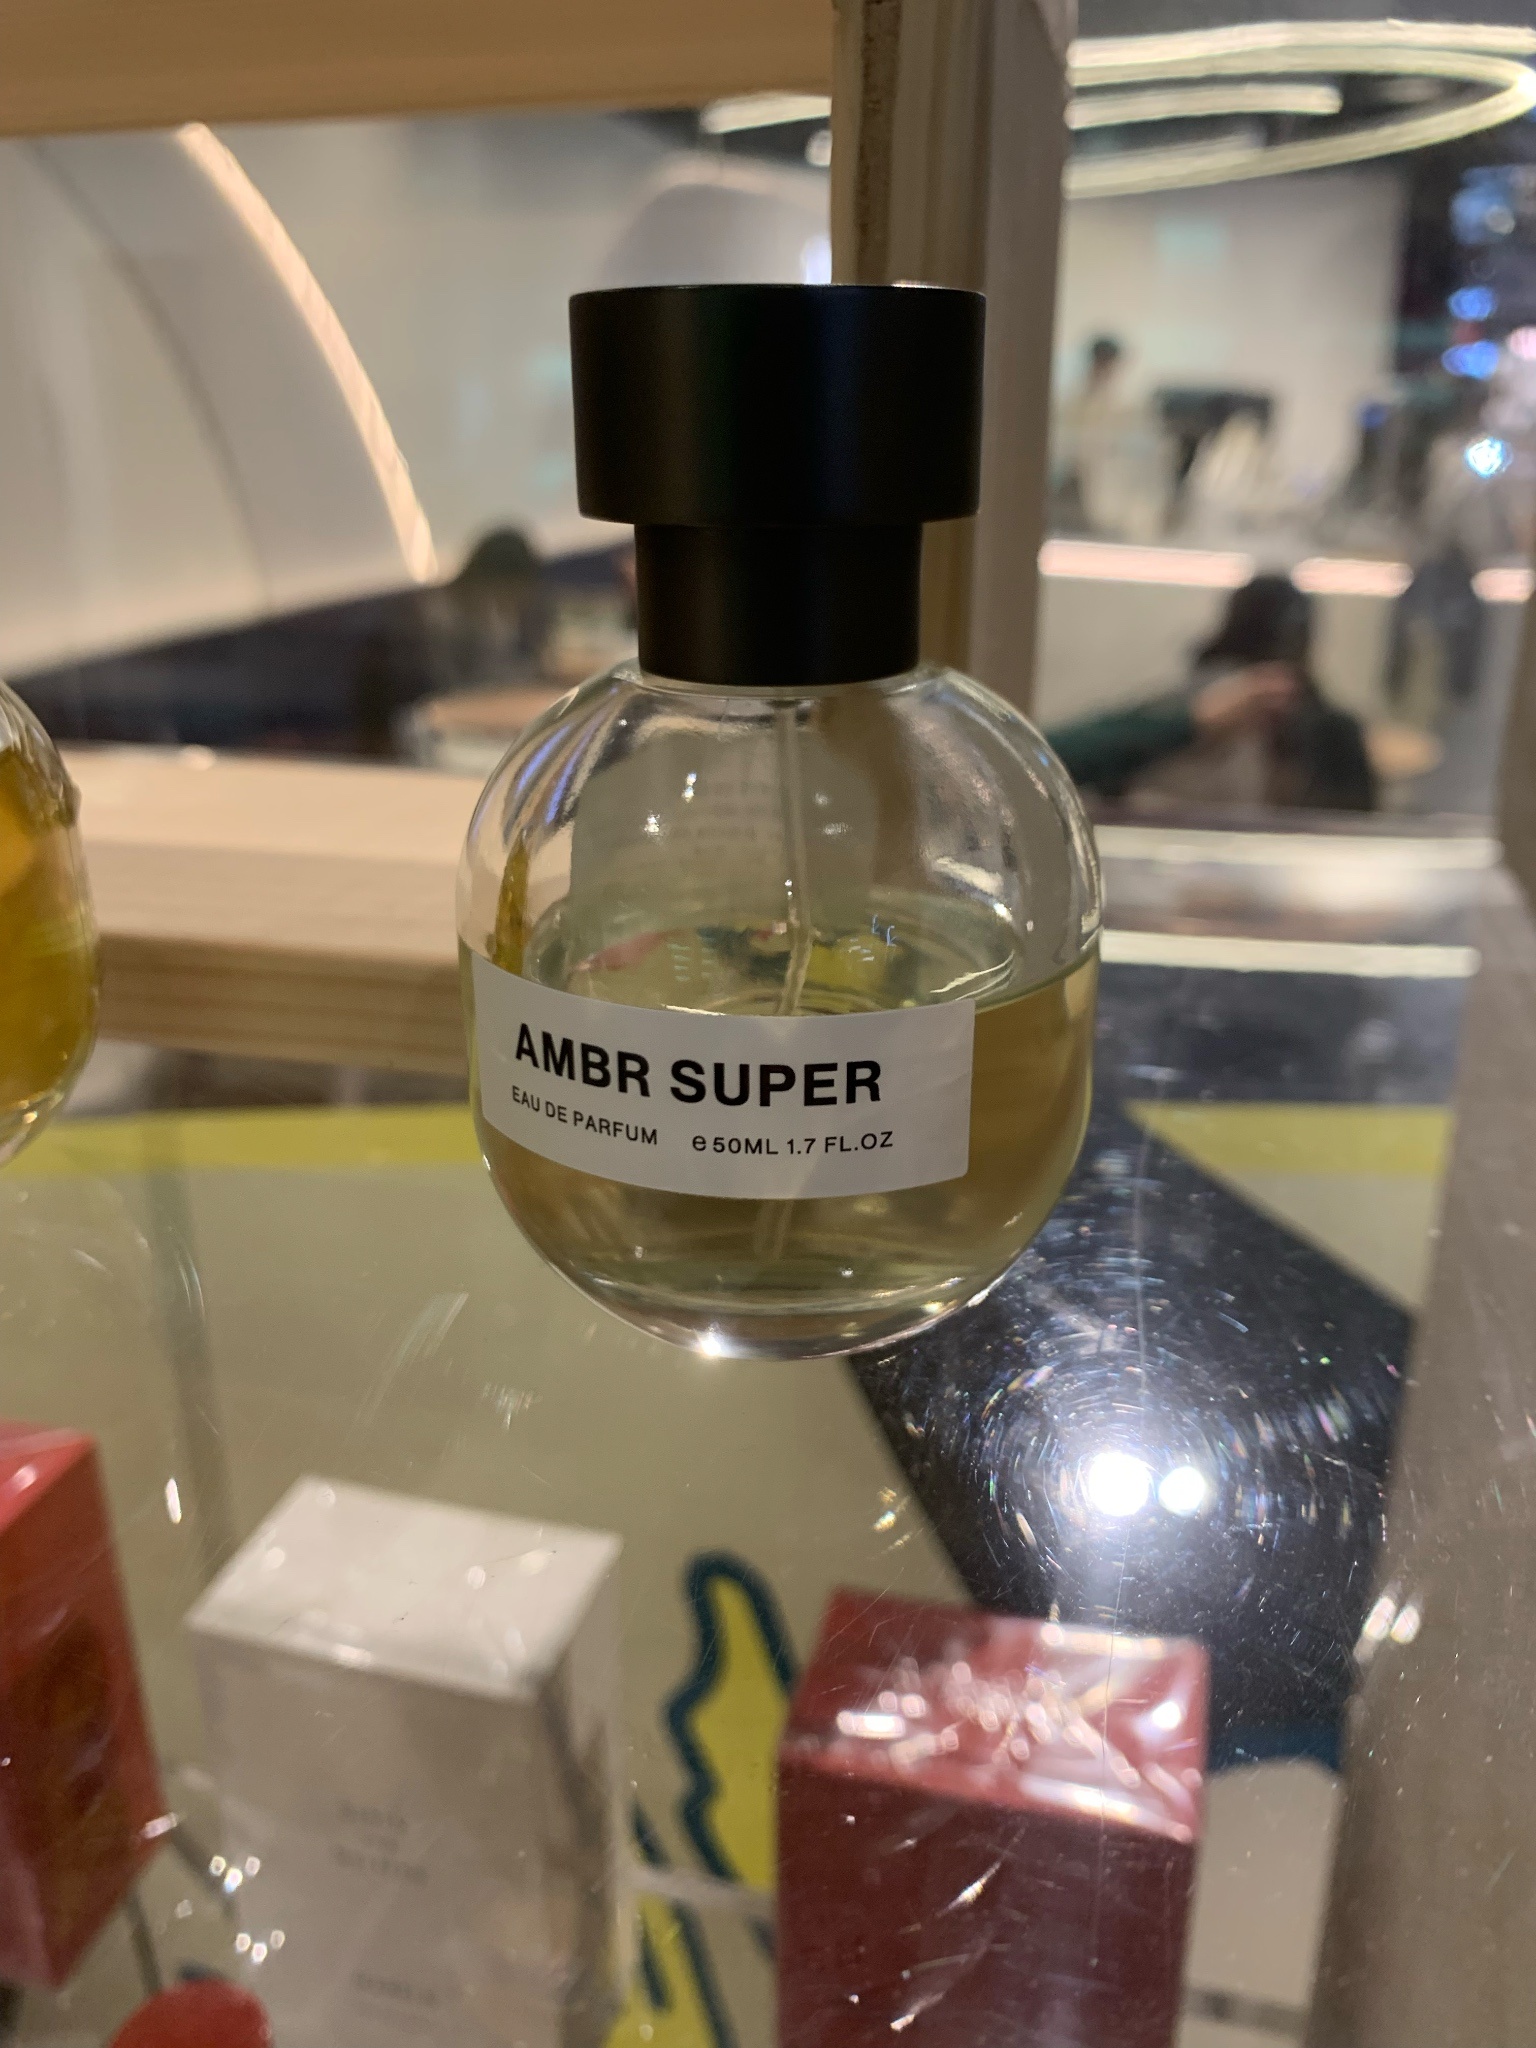 AMBR SUPER
EAU DE PARFUM ℮50ML 1.7 FL.OZ